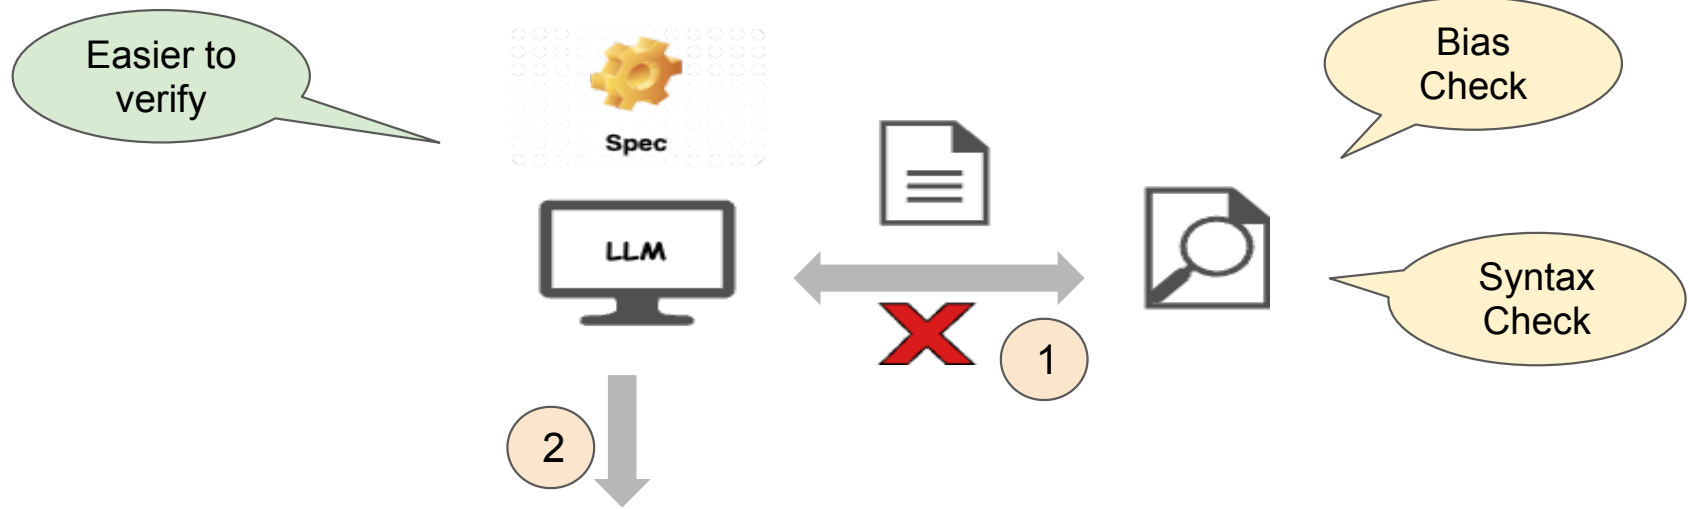 Easier to
verify
Spec
LLM
Bias
Check
Syntax
Check
1
2